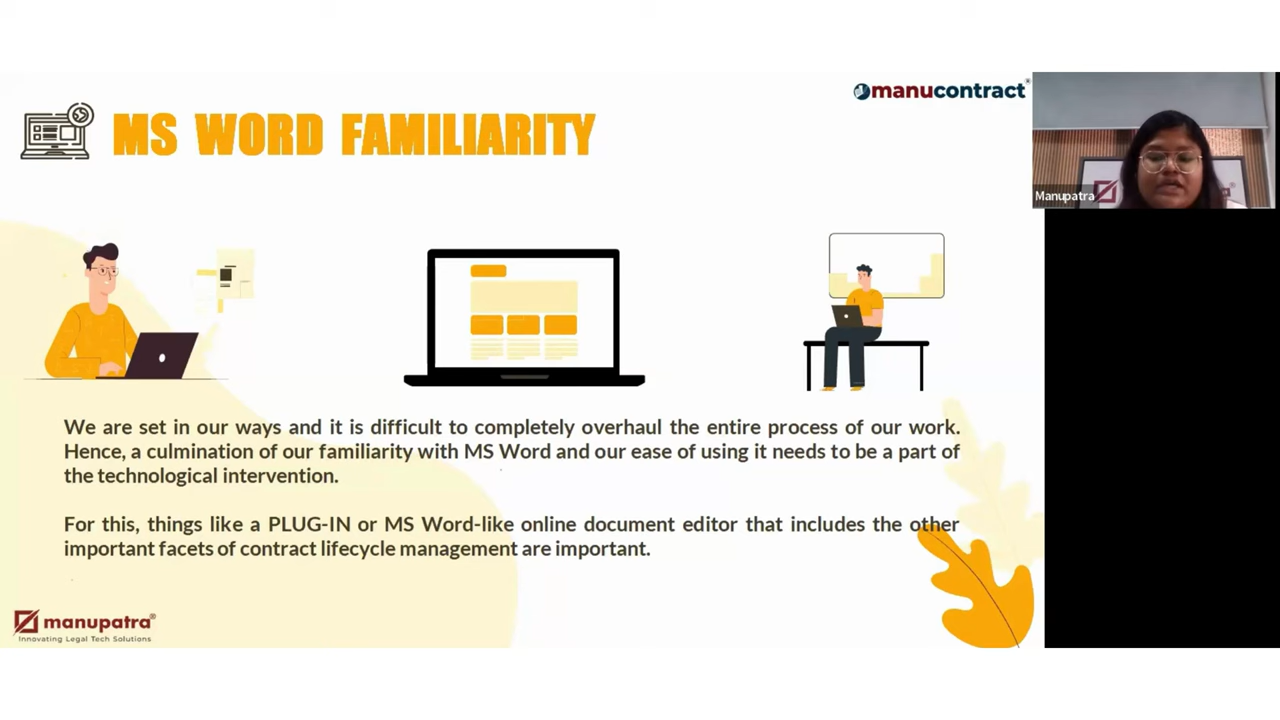 manucontract®
MS WORD FAMILIARITY
Manupatra
We are set in our ways and it is difficult to completely overhaul the entire process of our work.
Hence, a culmination of our familiarity with MS Word and our ease of using it needs to be a part of
the technological intervention.
For this, things like a PLUG-IN or MS Word-like online document editor that includes the other
important facets of contract lifecycle management are important.
manupatra®
Innovating Legal Tech Solutions